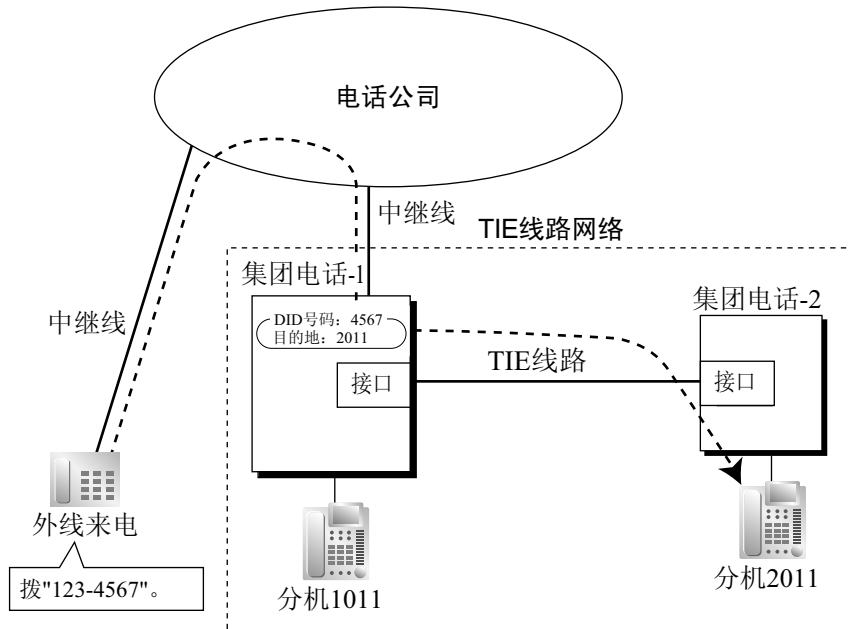 电话公司
中继线
TIE线路网络
集团电话-1
集团电话-2
中继线
DID号码：4567
目的地：2011
TIE线路
接口
接口
外线来电
拨"123-4567"。
分机1011
分机2011